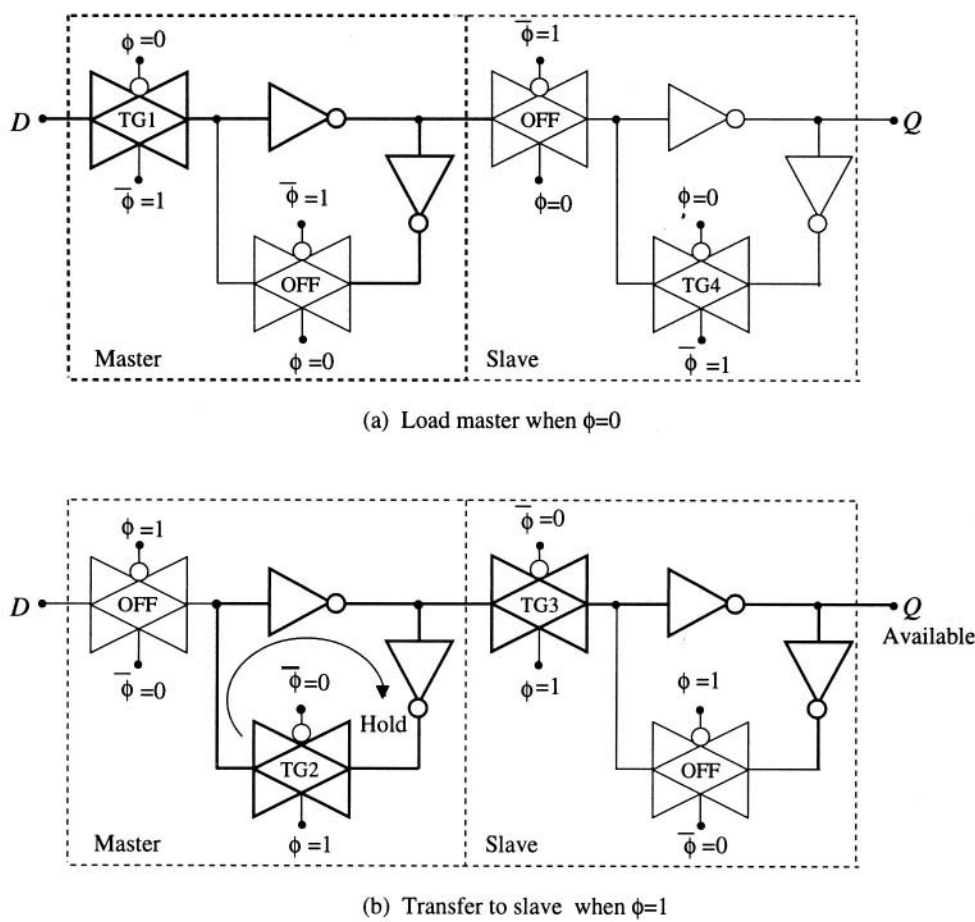 ϕ=0
ϕ̅=1
D
TG1
OFF
Q
ϕ̅=1
ϕ̅=1
ϕ=0
ϕ=0
OFF
TG4
Master
ϕ=0
Slave
ϕ̅=1
(a) Load master when ϕ=0
ϕ=1
ϕ̅=0
D
OFF
TG3
Q
Available
ϕ̅=0
ϕ̅=0
ϕ=1
ϕ=1
Hold
TG2
OFF
Master
ϕ=1
Slave
ϕ̅=0
(b) Transfer to slave when ϕ=1